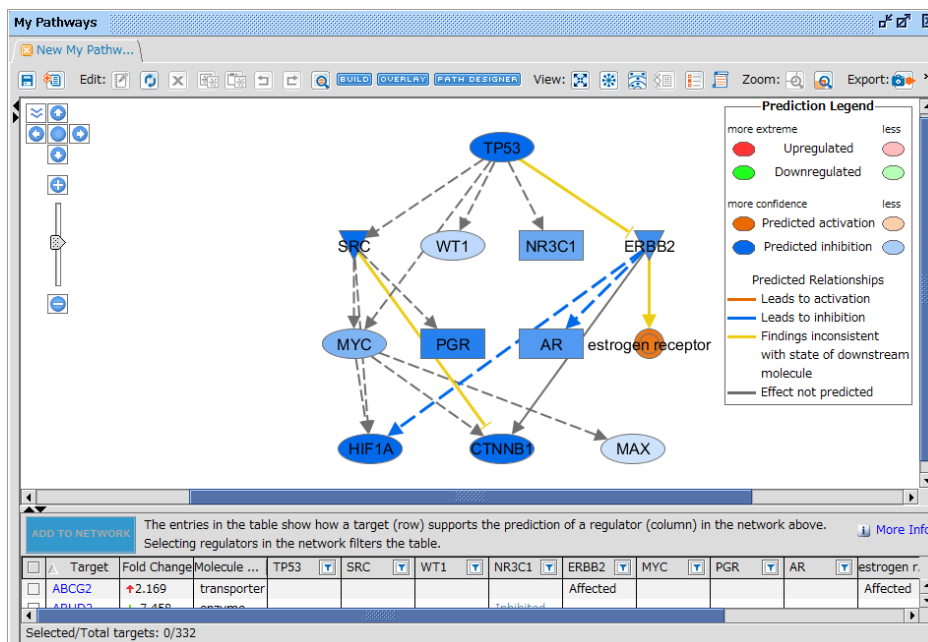 My Pathways
New My Pathw...
Edit: BUILD OVERLAY PATH DESIGNER View: Zoom: Export:
Prediction Legend
more extreme less
Upregulated
Downregulated
more confidence less
Predicted activation
Predicted inhibition
Predicted Relationships
Leads to activation
Leads to inhibition
Findings inconsistent
with state of downstream
molecule
Effect not predicted
TP53
SRC WT1 NR3C1 ERBB2
MYC PGR AR estrogen receptor
HIF1A CTNNB1 MAX
ADD TO NETWORK
The entries in the table show how a target (row) supports the prediction of a regulator (column) in the network above.
Selecting regulators in the network filters the table.
More Info
Target Fold Change Molecule ... TP53 SRC WT1 NR3C1 ERBB2 MYC PGR AR estrogen r.
ABCG2 2.169 transporter Affected Affected
Selected/Total targets: 0/332